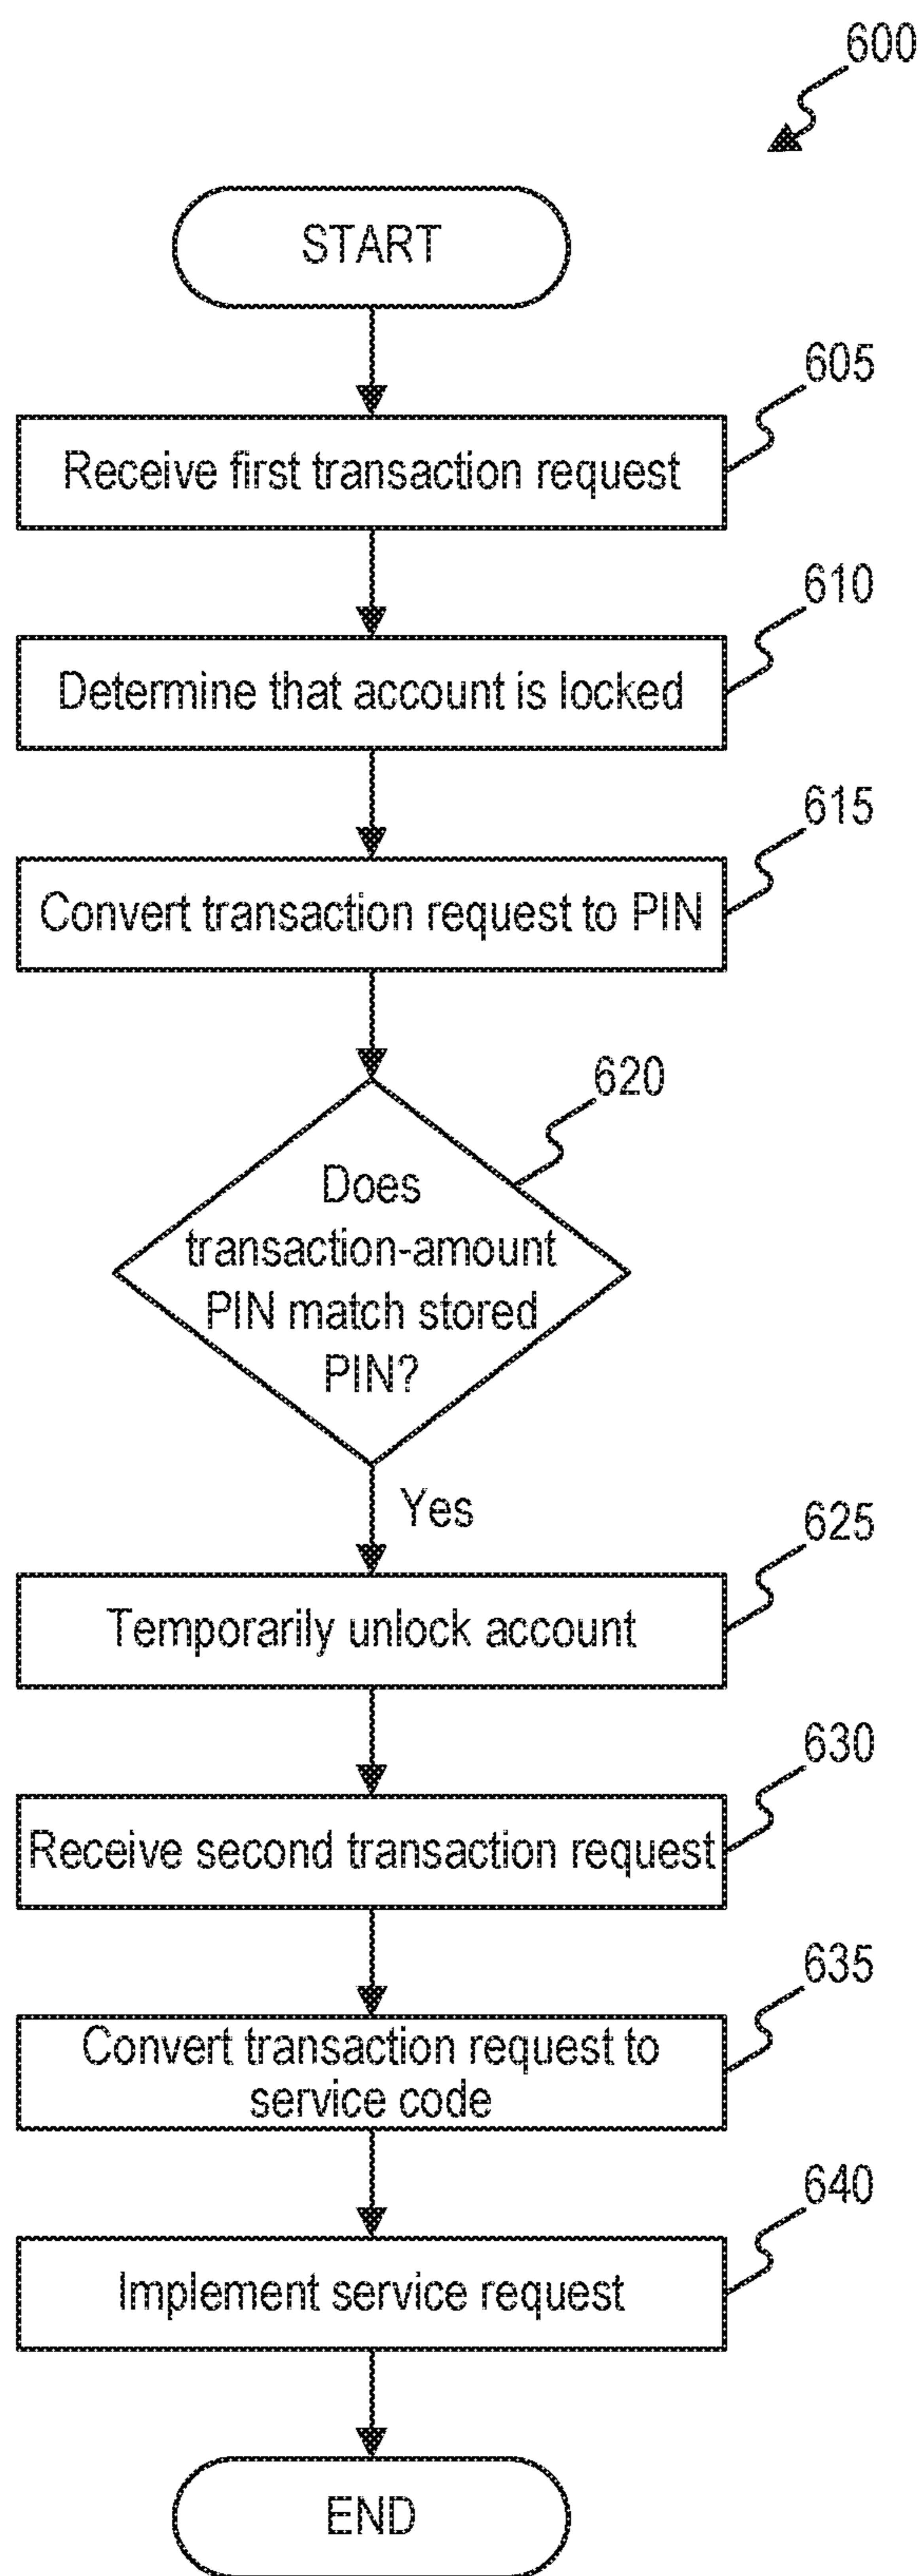 600
START
605
Receive first transaction request
610
Determine that account is locked
615
Convert transaction request to PIN
620
Does
transaction-amount
PIN match stored
PIN?
Yes
625
Temporarily unlock account
630
Receive second transaction request
635
Convert transaction request to
service code
640
Implement service request
END